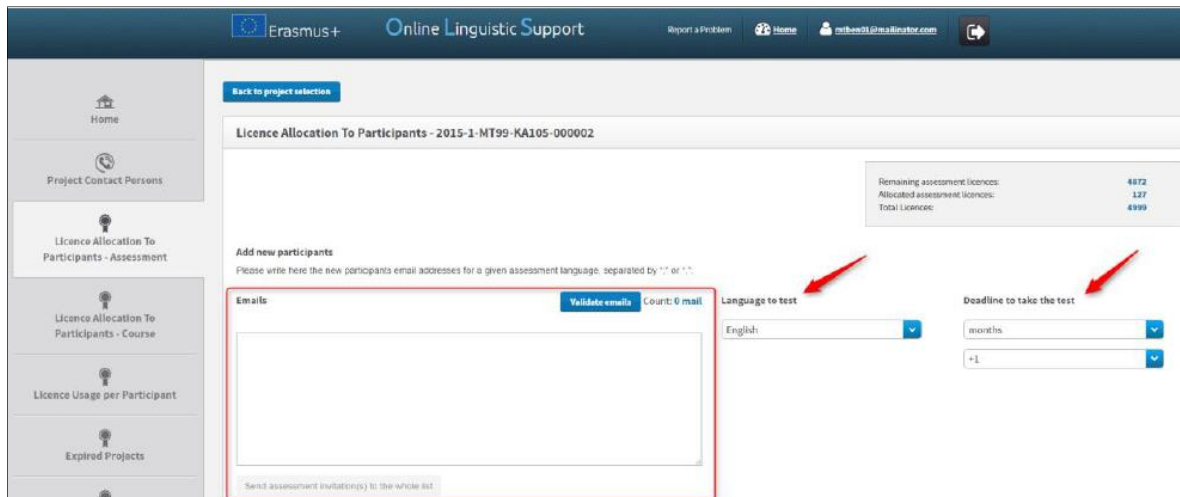 Erasmus+
Online Linguistic Support
Report a Problem
Home
mtben01@mailinator.com
Home
Project Contact Persons
Licence Allocation To
Participants - Assessment
Licence Allocation To
Participants - Course
Licence Usage per Participant
Expired Projects
Back to project selection
Licence Allocation To Participants - 2015-1-MT99-KA105-000002
Remaining assessment licences: 4872
Allocated assessment licences: 127
Total Licences: 4999
Add new participants
Please write here the new participants email addresses for a given assessment language, separated by ";" or ",".
Emails
Validate emails
Count: 0 mail
Language to test
English
Deadline to take the test
months
+1
Send assessment invitation(s) to the whole list